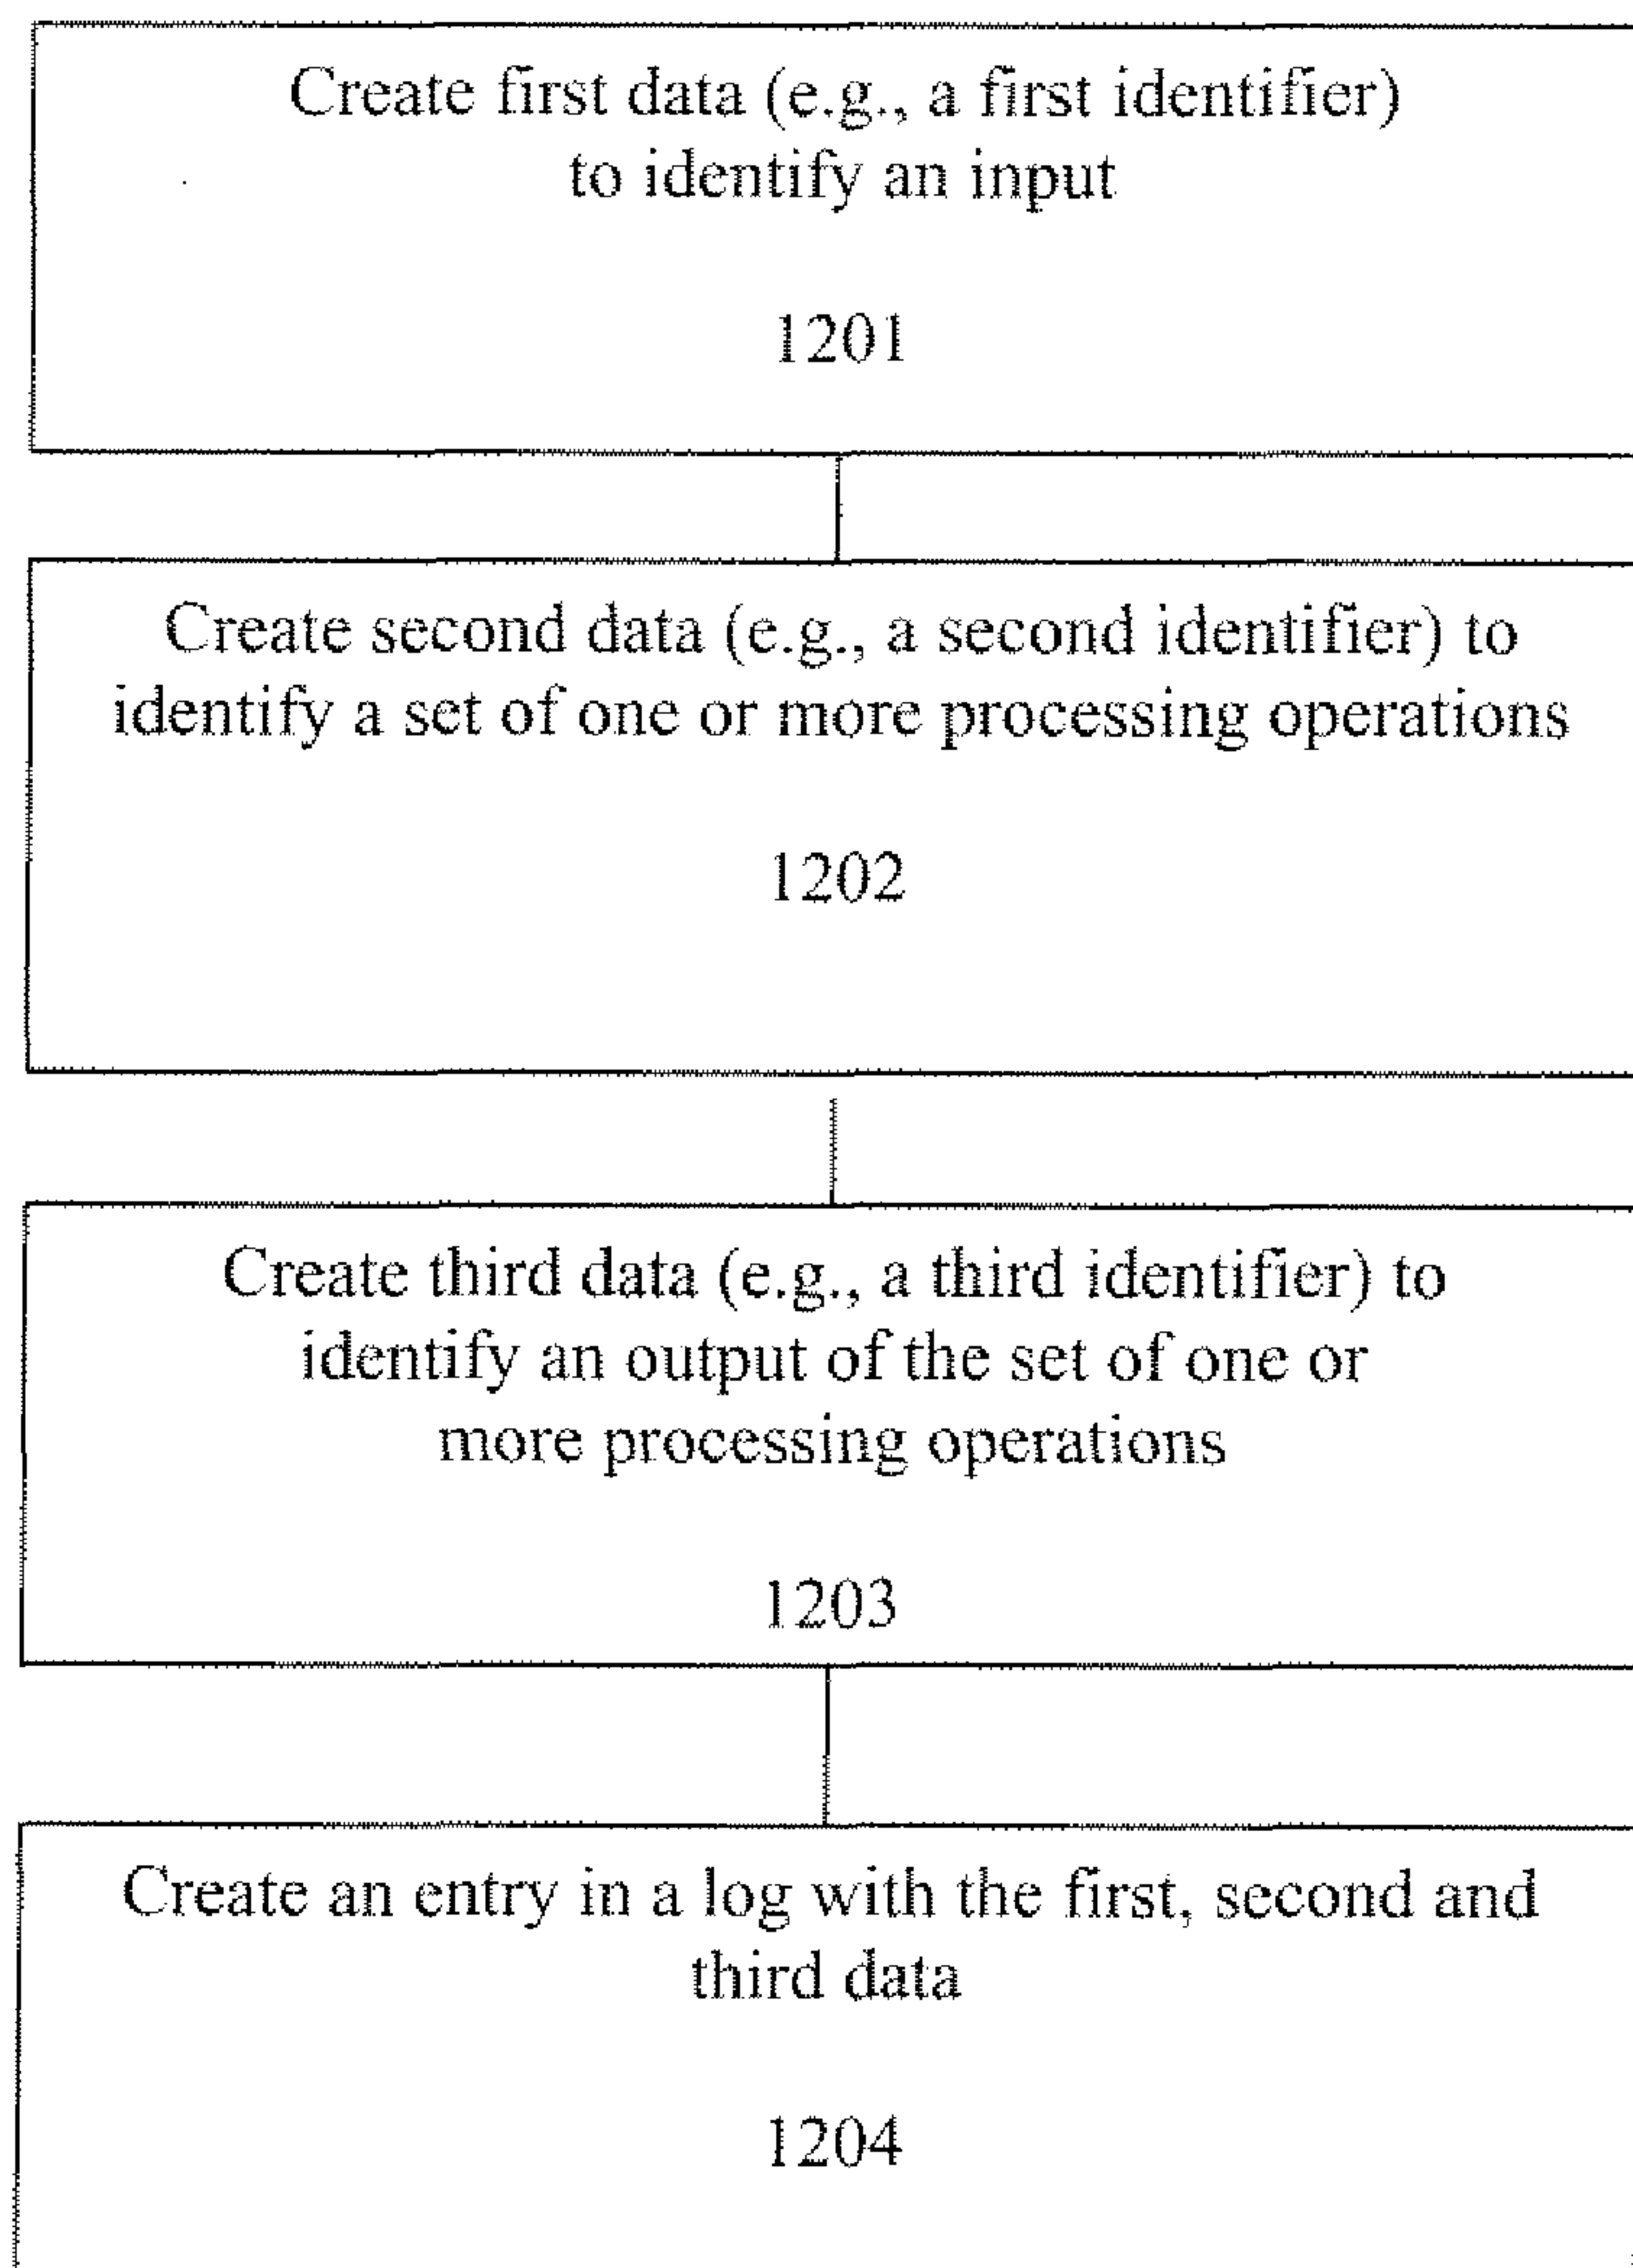 Create first data (e.g., a first identifier)
to identify an input
1201
Create second data (e.g., a second identifier) to
identify a set of one or more processing operations
1202
Create third data (e.g., a third identifier) to
identify an output of the set of one or
more processing operations
1203
Create an entry in a log with the first, second and
third data
1204